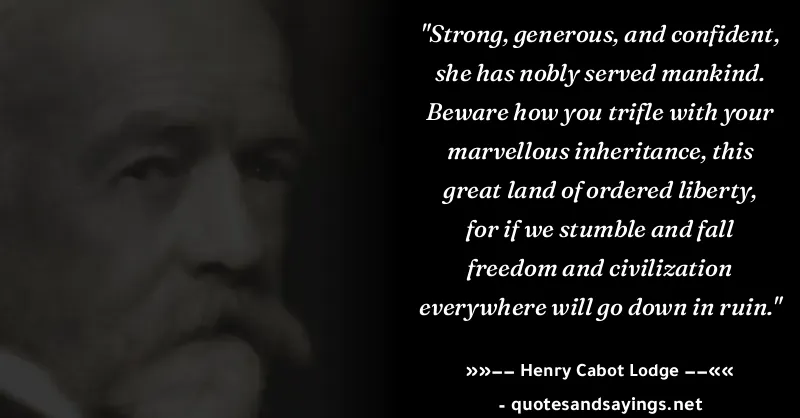 "Strong, generous, and confident,
she has nobly served mankind.
Beware how you trifle with your
marvellous inheritance, this
great land of ordered liberty,
for if we stumble and fall
freedom and civilization
everywhere will go down in ruin."
»»–– Henry Cabot Lodge ––««
- quotesandsayings.net